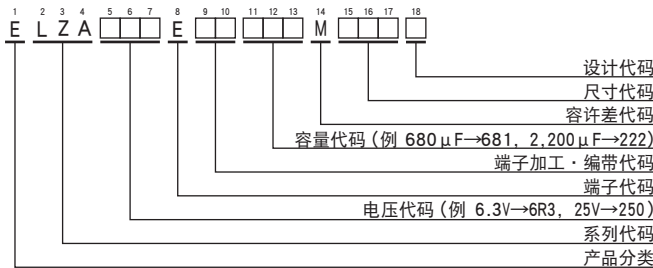 1 2 3 4 5 6 7 8 9 10 11 12 13 14 15 16 17 18
E L Z A □□□ E □□ □□□ M □□□ □
设计代码
尺寸代码
容许差代码
容量代码(例 680μF→681, 2,200μF→222)
端子加工・编带代码
端子代码
电压代码(例 6.3V→6R3, 25V→250)
系列代码
产品分类